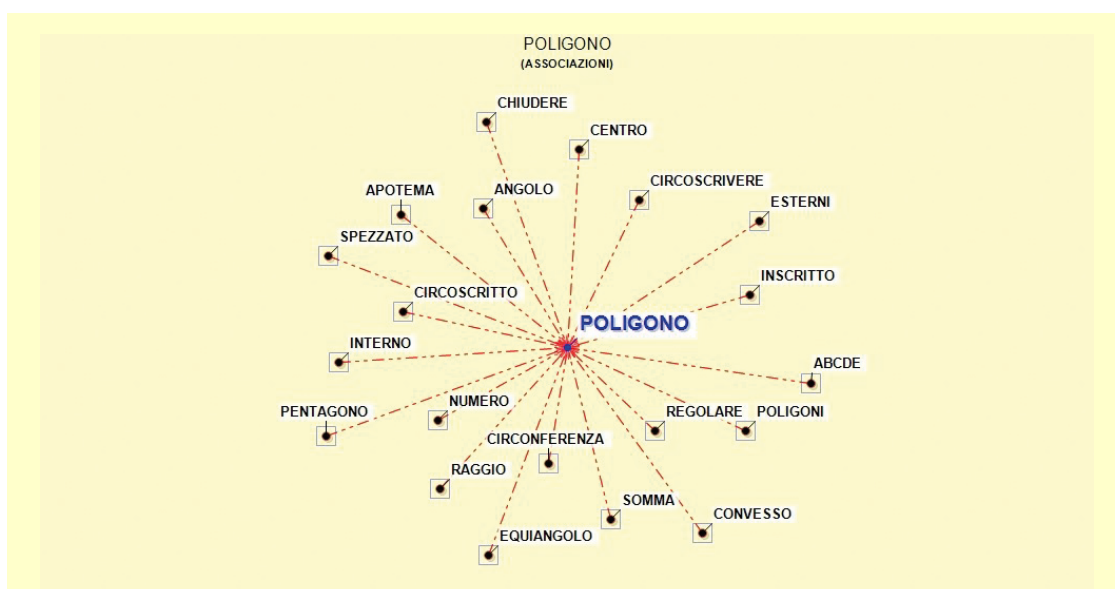 POLIGONO
(ASSOCIAZIONI)
CHIUDERE
CENTRO
CIRCOSCRIVERE
APOTEMA
ANGOLO
ESTERNI
SPEZZATO
INSCRITTO
CIRCOSCRITTO
POLIGONO
INTERNO
ABCDE
PENTAGONO
NUMERO
REGOLARE
POLIGONI
CIRCONFERENZA
RAGGIO
SOMMA
CONVESSO
EQUIANGOLO